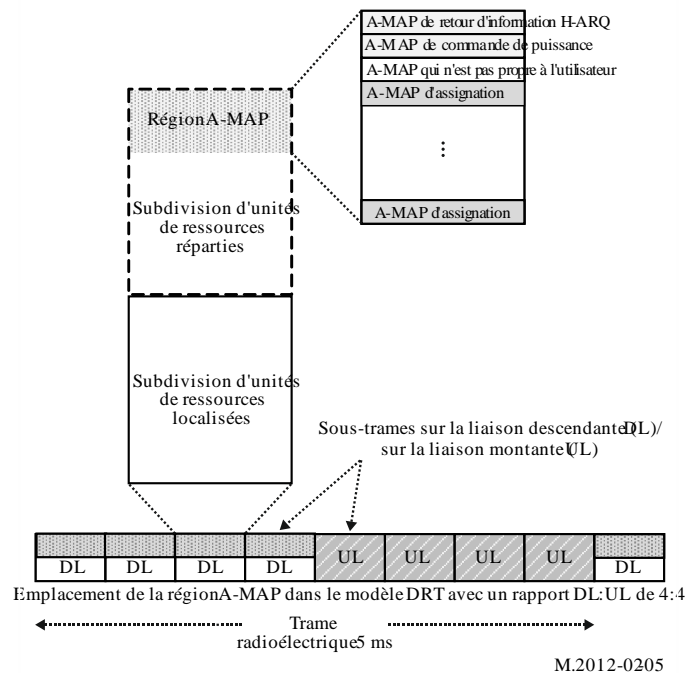 A-MAP de retour d'information H-ARQ
A-MAP de commande de puissance
A-MAP qui n'est pas propre à l'utilisateur
A-MAP d'assignation
Région A-MAP
⋮
Subdivision d'unités
de ressources
réparties
A-MAP d'assignation
Subdivision d'unités
de ressources
localisées
Sous-trames sur la liaison descendante (DL)/
sur la liaison montante (UL)
DL DL DL DL UL UL UL UL DL
Emplacement de la région A-MAP dans le modèle DRT avec un rapport DL:UL de 4:4
Trame
radioélectrique 5 ms
M.2012-0205